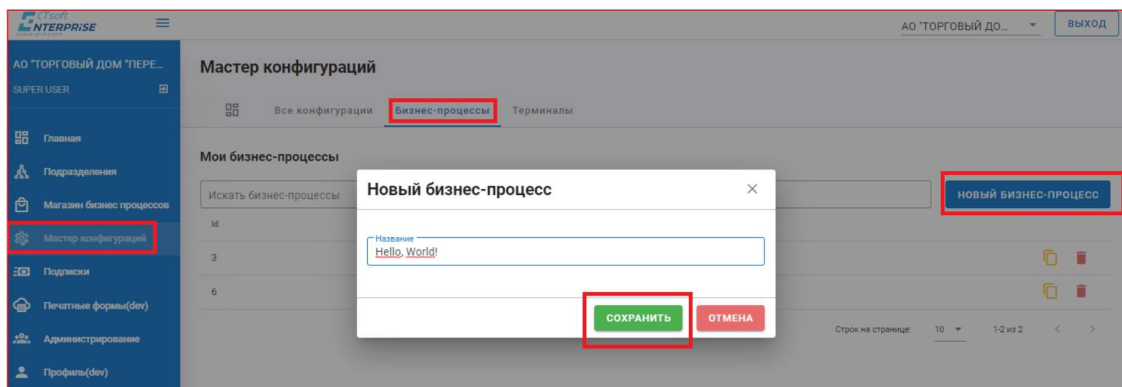 CTsoft
ENTERPRiSE
АО "ТОРГОВЫЙ ДО...
ВЫХОД
АО "ТОРГОВЫЙ ДОМ "ПЕРЕ...
SUPER USER
Главная
Подразделения
Магазин бизнес процессов
Мастер конфигураций
Подписки
Печатные формы(dev)
Администрирование
Профиль(dev)
Мастер конфигураций
Все конфигурации
Бизнес-процессы
Терминалы
Мои бизнес-процессы
Искать бизнес-процессы
НОВЫЙ БИЗНЕС-ПРОЦЕСС
Id
3
6
Строк на странице:
10
1-2 из 2
Новый бизнес-процесс
Название
Hello, World!
СОХРАНИТЬ
ОТМЕНА